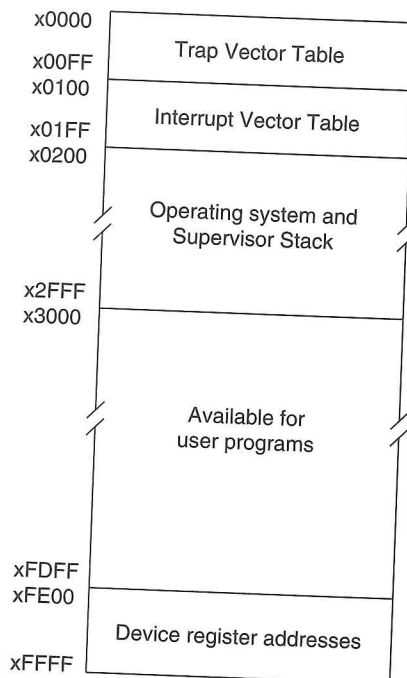 x0000
Trap Vector Table
x00FF
x0100
Interrupt Vector Table
x01FF
x0200
Operating system and
Supervisor Stack
x2FFF
x3000
Available for
user programs
xFDFF
xFE00
Device register addresses
xFFFF